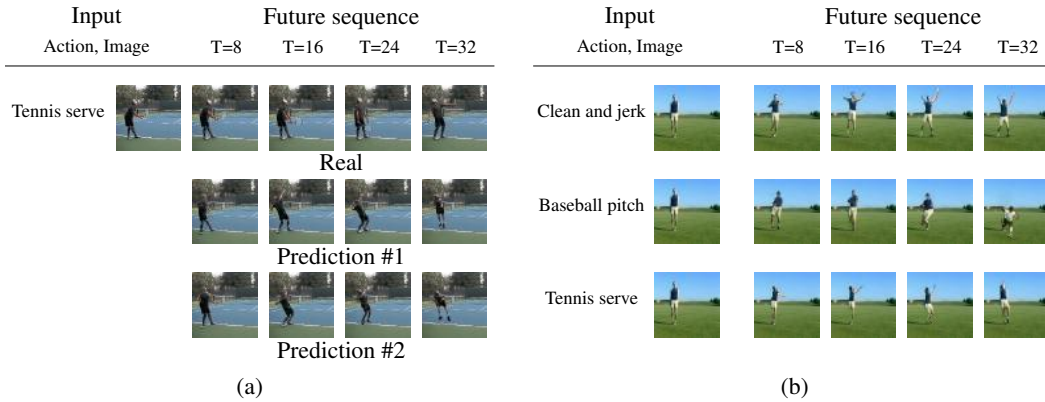 Input Future sequence
Action, Image T=8 T=16 T=24 T=32
Tennis serve
Real
Prediction #1
Prediction #2
(a)
Input Future sequence
Action, Image T=8 T=16 T=24 T=32
Clean and jerk
Baseball pitch
Tennis serve
(b)